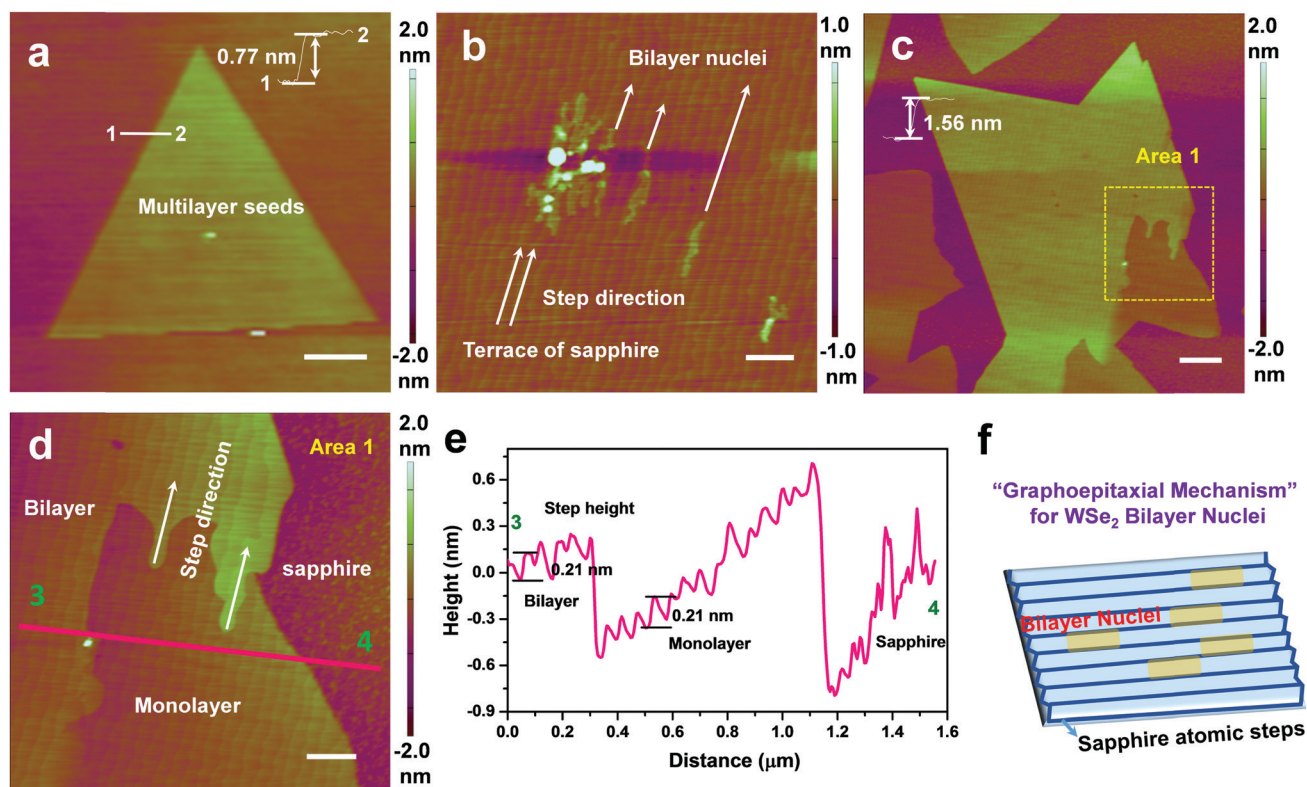 a
0.77 nm
2
1
1
2
Multilayer seeds
2.0
nm
-2.0
nm
b
Bilayer nuclei
Step direction
Terrace of sapphire
1.0
nm
-1.0
nm
c
1.56 nm
Area 1
2.0
nm
-2.0
nm
d
Area 1
Bilayer
Step direction
sapphire
3
4
Monolayer
2.0
nm
-2.0
nm
e
3
Step height
0.21 nm
Bilayer
0.21 nm
Monolayer
4
Sapphire
Height (nm)
0.6
0.3
0.0
-0.3
-0.6
-0.9
0.0 0.2 0.4 0.6 0.8 1.0 1.2 1.4 1.6
Distance (μm)
f
“Graphoepitaxial Mechanism”
for WSe₂ Bilayer Nuclei
Bilayer Nuclei
Sapphire atomic steps